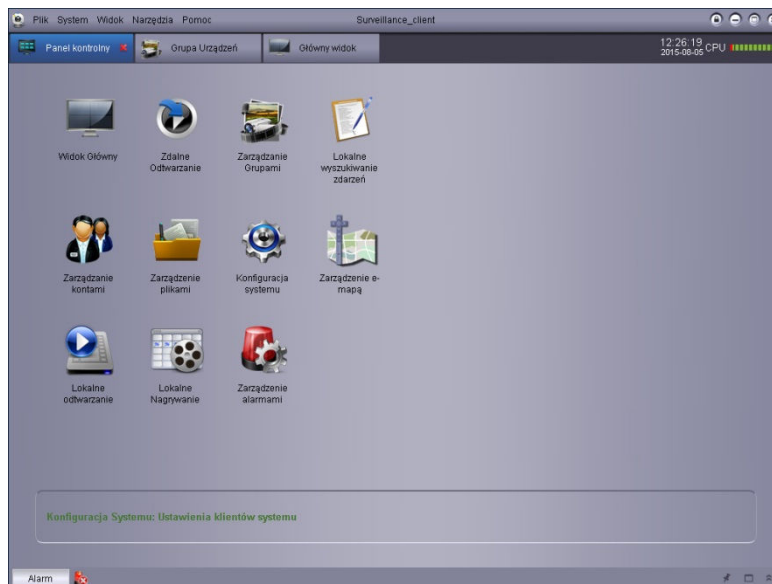 Plik System Widok Narzędzia Pomoc Surveillance_client
Panel kontrolny Grupa Urządzeń Główny widok 12:26:19 CPU
2015-08-05
Widok Główny Zdalne Zarządzanie Lokalne
Odtwarzanie Grupami wyszukiwanie
zdarzeń
Zarządzanie Zarządzenie Konfiguracja Zarządzenie e-
kontami plikami systemu mapą
Lokalne Lokalne Zarządzenie
odtwarzanie Nagrywanie alarmami
Konfiguracja Systemu: Ustawienia klientów systemu
Alarm